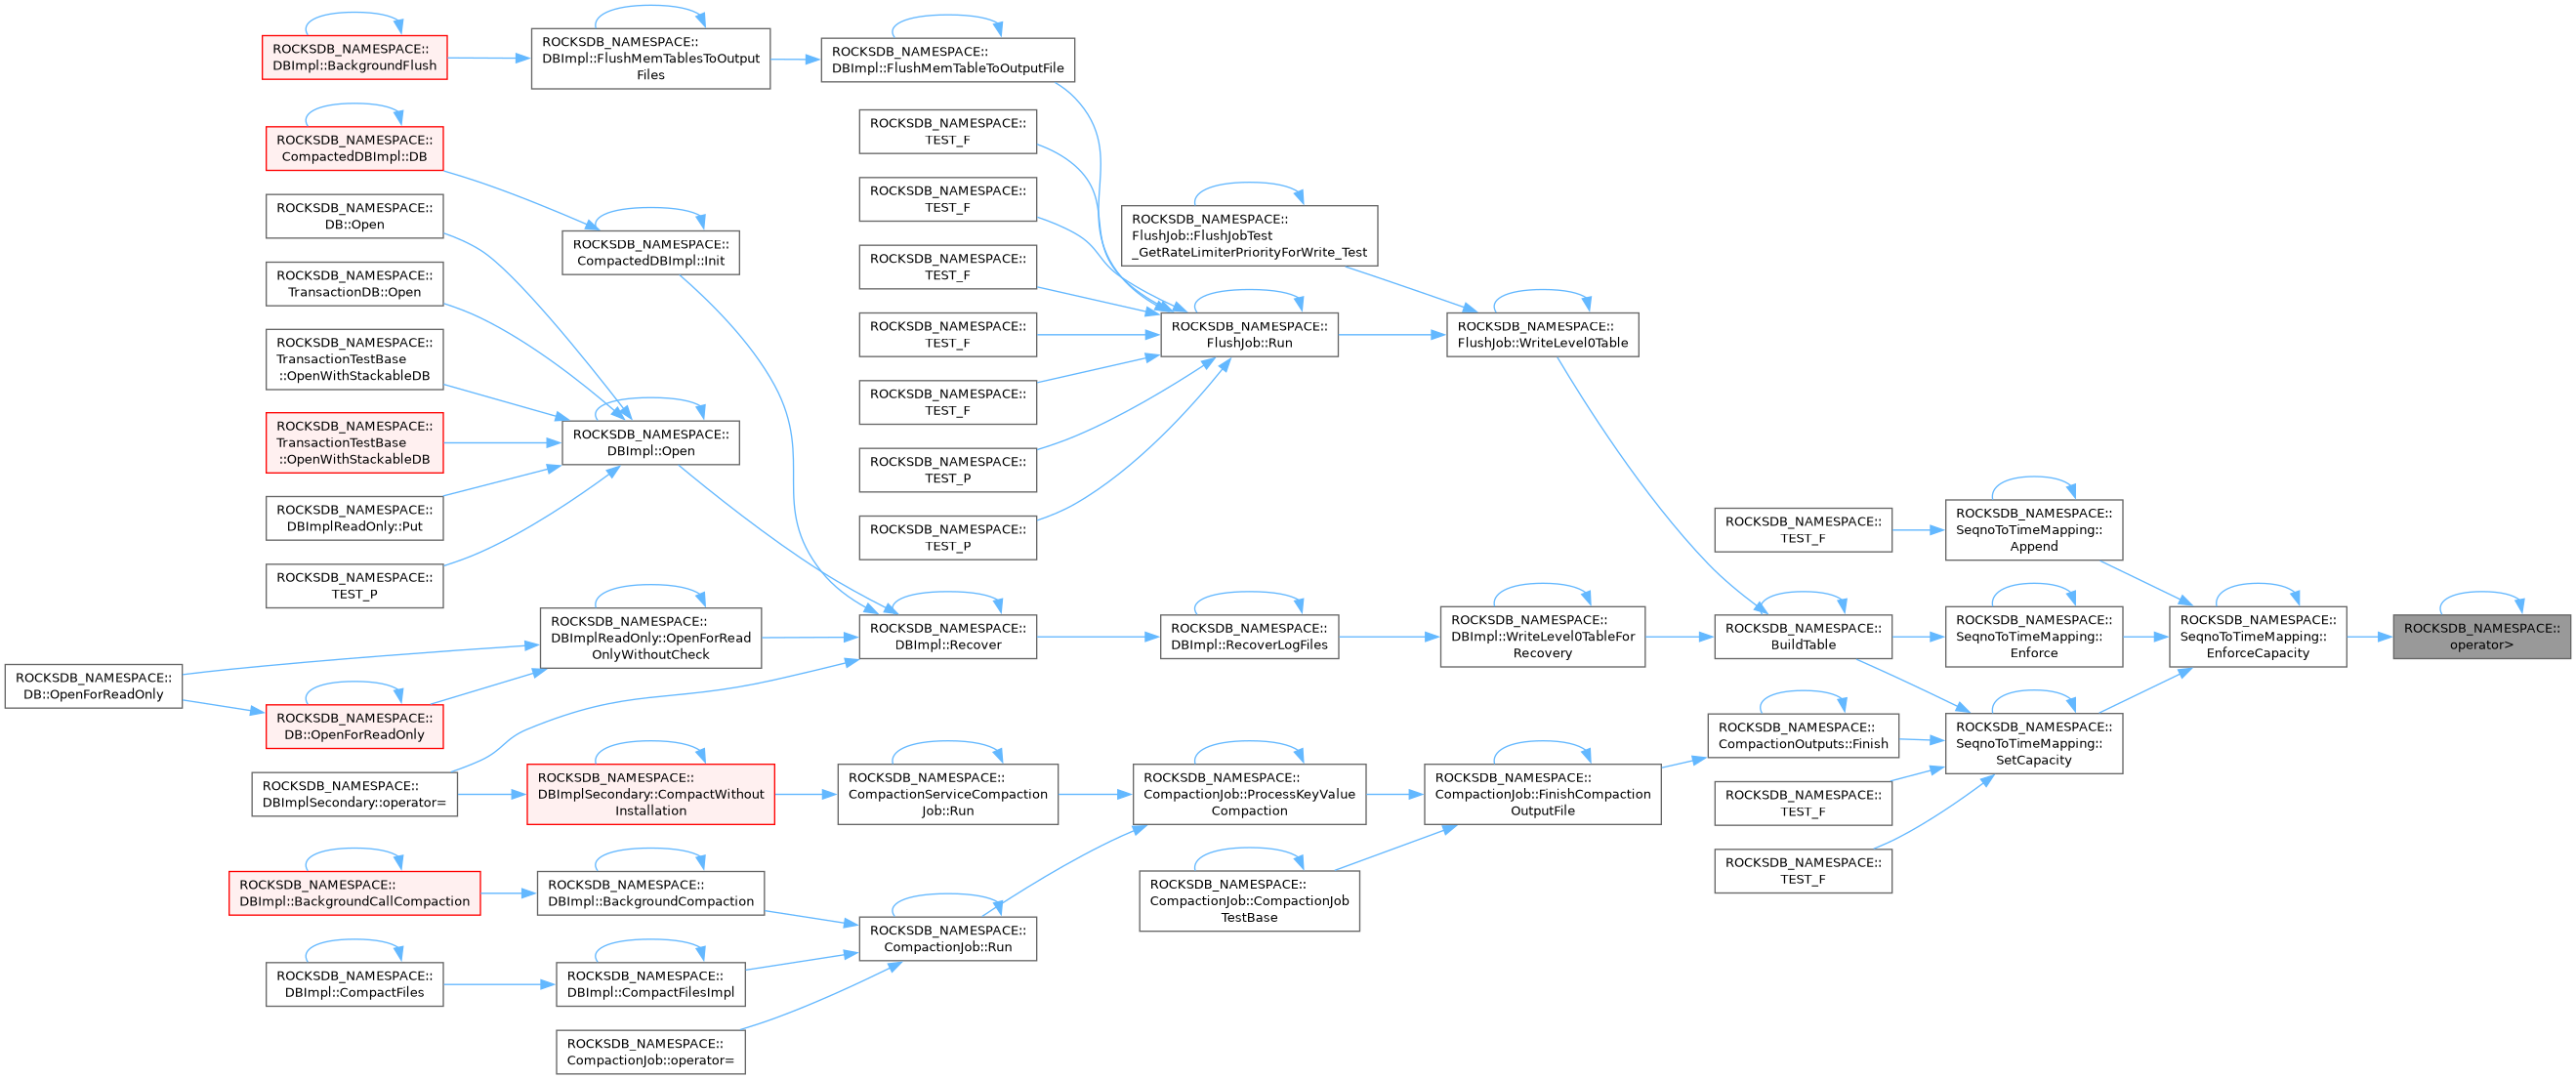 ROCKSDB_NAMESPACE::
DBImpl::BackgroundFlush
ROCKSDB_NAMESPACE::
DBImpl::FlushMemTablesToOutput
Files
ROCKSDB_NAMESPACE::
DBImpl::FlushMemTableToOutputFile
ROCKSDB_NAMESPACE::
CompactedDBImpl::DB
ROCKSDB_NAMESPACE::
DB::Open
ROCKSDB_NAMESPACE::
TransactionDB::Open
ROCKSDB_NAMESPACE::
TransactionTestBase
::OpenWithStackableDB
ROCKSDB_NAMESPACE::
TransactionTestBase
::OpenWithStackableDB
ROCKSDB_NAMESPACE::
DBImplReadOnly::Put
ROCKSDB_NAMESPACE::
TEST_P
ROCKSDB_NAMESPACE::
CompactedDBImpl::Init
ROCKSDB_NAMESPACE::
DBImpl::Open
ROCKSDB_NAMESPACE::
DBImplReadOnly::OpenForRead
OnlyWithoutCheck
ROCKSDB_NAMESPACE::
DB::OpenForReadOnly
ROCKSDB_NAMESPACE::
DB::OpenForReadOnly
ROCKSDB_NAMESPACE::
DBImplSecondary::operator=
ROCKSDB_NAMESPACE::
DBImplSecondary::CompactWithout
Installation
ROCKSDB_NAMESPACE::
DBImpl::BackgroundCallCompaction
ROCKSDB_NAMESPACE::
DBImpl::BackgroundCompaction
ROCKSDB_NAMESPACE::
DBImpl::CompactFiles
ROCKSDB_NAMESPACE::
DBImpl::CompactFilesImpl
ROCKSDB_NAMESPACE::
CompactionJob::operator=
ROCKSDB_NAMESPACE::
TEST_F
ROCKSDB_NAMESPACE::
TEST_F
ROCKSDB_NAMESPACE::
TEST_F
ROCKSDB_NAMESPACE::
TEST_F
ROCKSDB_NAMESPACE::
TEST_F
ROCKSDB_NAMESPACE::
TEST_P
ROCKSDB_NAMESPACE::
TEST_P
ROCKSDB_NAMESPACE::
DBImpl::Recover
ROCKSDB_NAMESPACE::
CompactionServiceCompaction
Job::Run
ROCKSDB_NAMESPACE::
CompactionJob::Run
ROCKSDB_NAMESPACE::
FlushJob::FlushJobTest
_GetRateLimiterPriorityForWrite_Test
ROCKSDB_NAMESPACE::
FlushJob::Run
ROCKSDB_NAMESPACE::
DBImpl::RecoverLogFiles
ROCKSDB_NAMESPACE::
CompactionJob::ProcessKeyValue
Compaction
ROCKSDB_NAMESPACE::
CompactionJob::CompactionJob
TestBase
ROCKSDB_NAMESPACE::
FlushJob::WriteLevel0Table
ROCKSDB_NAMESPACE::
DBImpl::WriteLevel0TableFor
Recovery
ROCKSDB_NAMESPACE::
CompactionJob::FinishCompaction
OutputFile
ROCKSDB_NAMESPACE::
TEST_F
ROCKSDB_NAMESPACE::
BuildTable
ROCKSDB_NAMESPACE::
CompactionOutputs::Finish
ROCKSDB_NAMESPACE::
TEST_F
ROCKSDB_NAMESPACE::
TEST_F
ROCKSDB_NAMESPACE::
SeqnoToTimeMapping::
Append
ROCKSDB_NAMESPACE::
SeqnoToTimeMapping::
Enforce
ROCKSDB_NAMESPACE::
SeqnoToTimeMapping::
SetCapacity
ROCKSDB_NAMESPACE::
SeqnoToTimeMapping::
EnforceCapacity
ROCKSDB_NAMESPACE::
operator>